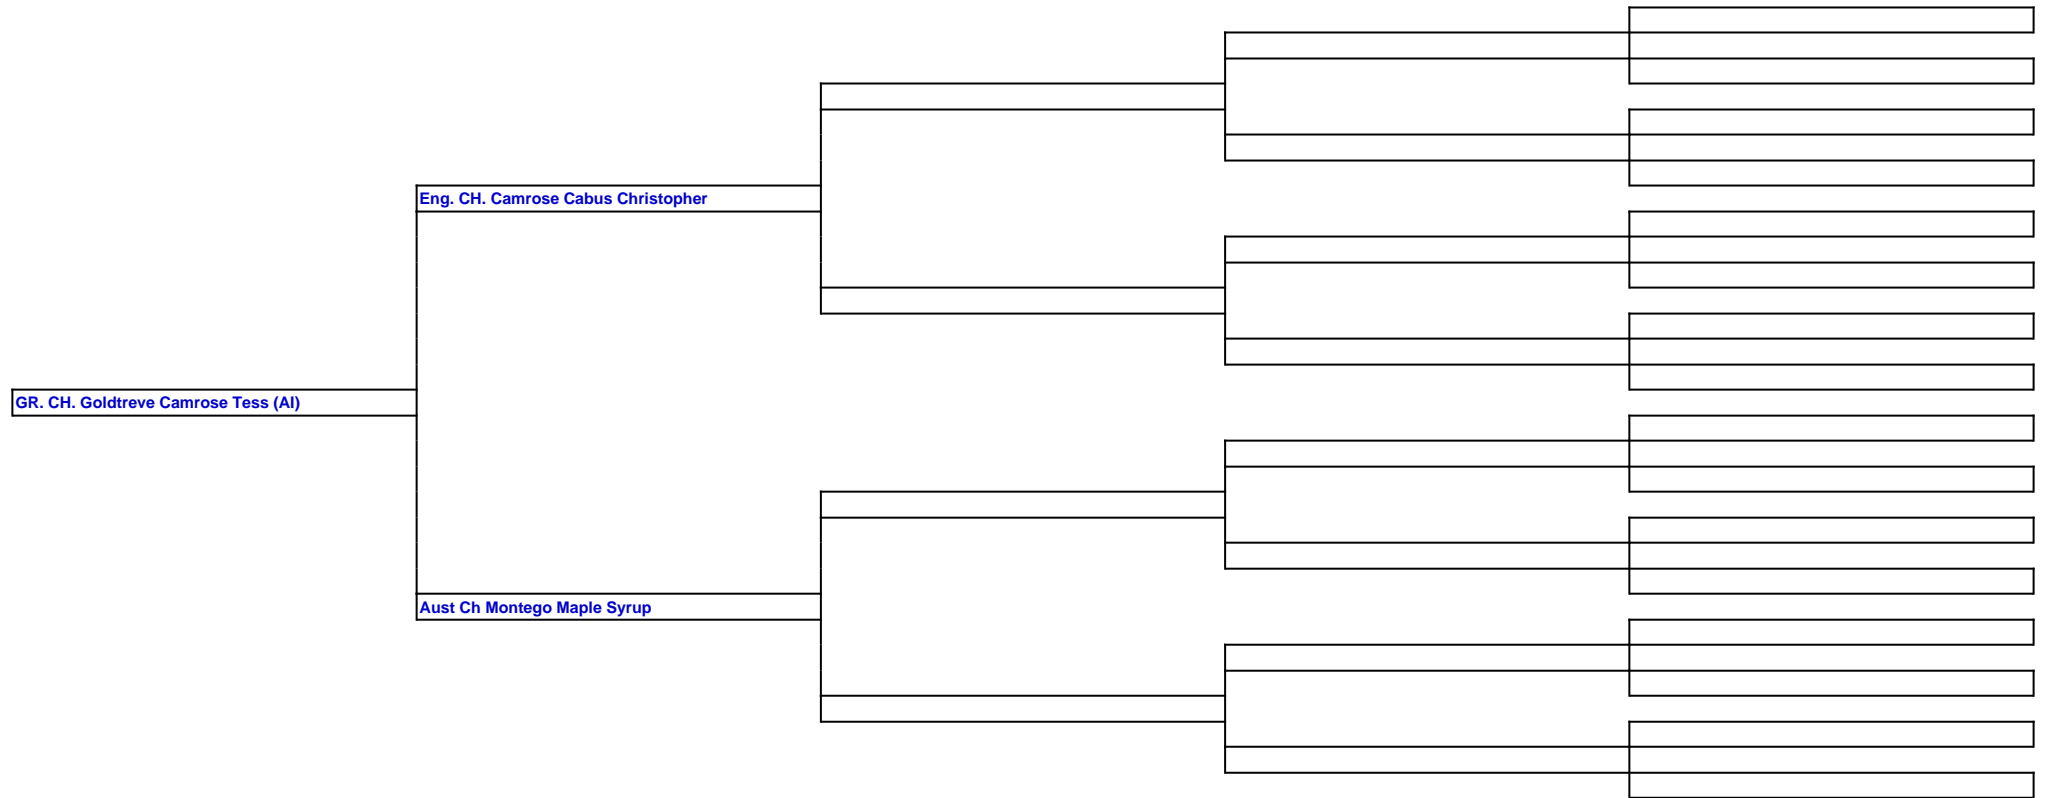 Eng. CH. Camrose Cabus Christopher
GR. CH. Goldtreve Camrose Tess (AI)
Aust Ch Montego Maple Syrup